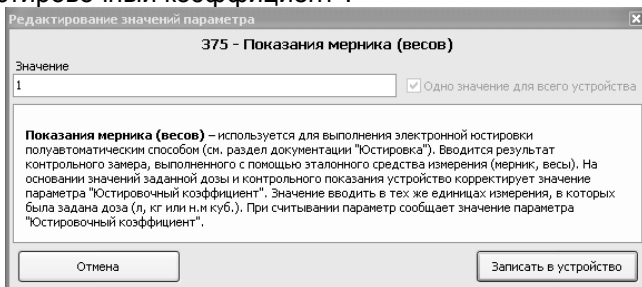 тировочный коэффициент".
Редактирование значений параметра
375 - Показания мерника (весов)
Значение
1
Одно значение для всего устройства
Показания мерника (весов) – используется для выполнения электронной юстировки
полуавтоматическим способом (см. раздел документации "Юстировка"). Вводится результат
контрольного замера, выполненного с помощью эталонного средства измерения (мерник, весы). На
основании значений заданной дозы и контрольного показания устройство корректирует значение
параметра "Юстировочный коэффициент". Значение вводить в тех же единицах измерения, в которых
была задана доза (л, кг или н.м куб.). При считывании параметр сообщает значение параметра
"Юстировочный коэффициент".
Отмена
Записать в устройство